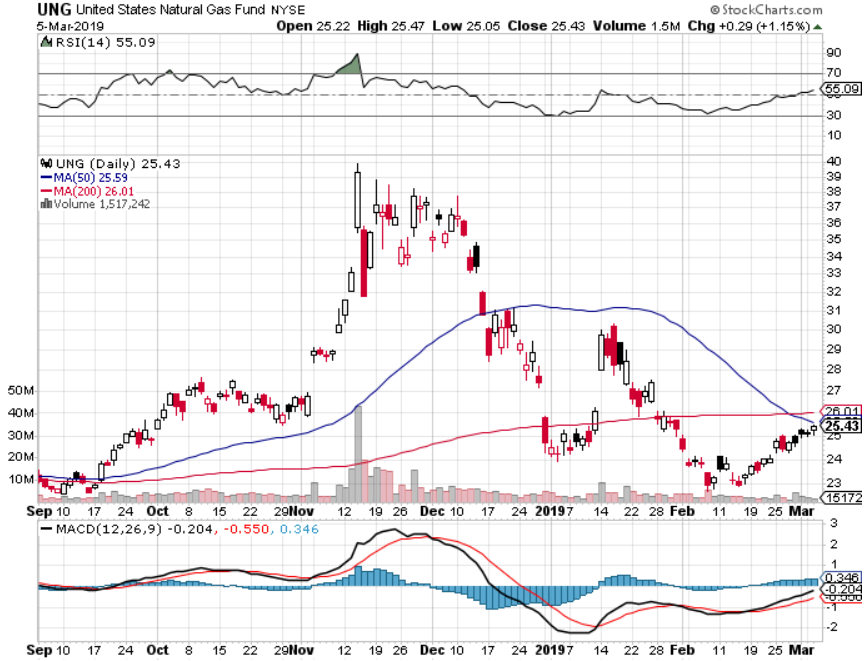 UNG United States Natural Gas Fund NYSE © StockCharts.com
5-Mar-2019 Open 25.22 High 25.47 Low 25.05 Close 25.43 Volume 1.5M Chg +0.29 (+1.15%)
RSI(14) 55.09
90
70
55.09
30
10
UNG (Daily) 25.43
MA(50) 25.59
MA(200) 26.01
Volume 1,517,242
40
39
38
37
36
35
34
33
32
31
30
29
28
27
26.01
25.43
25
24
23
15172
50M
40M
30M
20M
10M
Sep 10 17 24 Oct 8 15 22 29 Nov 12 19 26 Dec 10 17 24 2019 7 14 22 28 Feb 11 19 25 Mar
MACD(12,26,9) -0.204, -0.550, 0.346
3
2
1
0.346
-0.204
-1
-2
Sep 10 17 24 Oct 8 15 22 29 Nov 12 19 26 Dec 10 17 24 2019 7 14 22 28 Feb 11 19 25 Mar